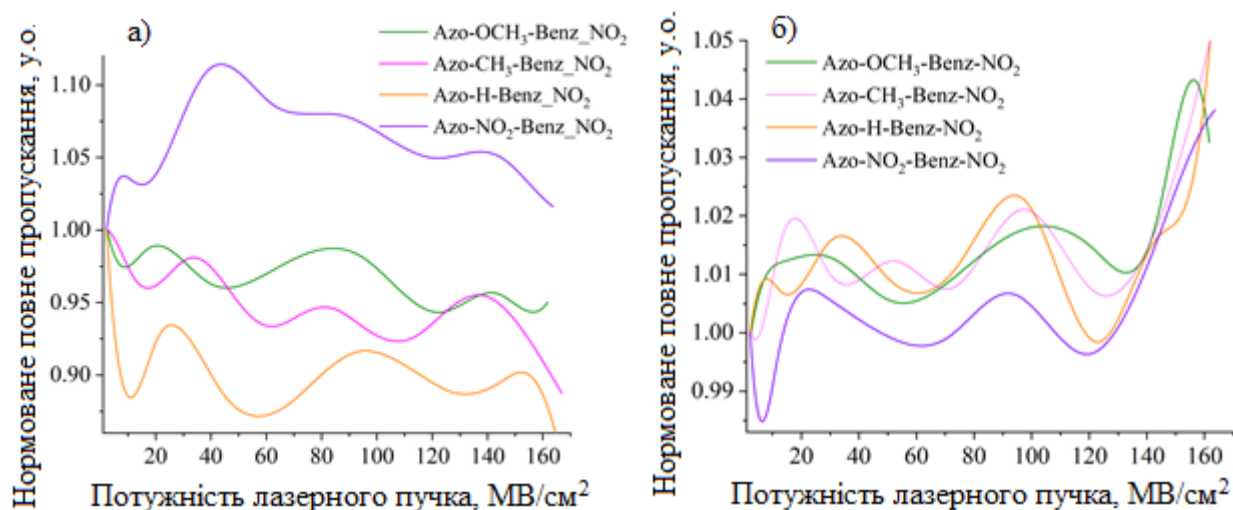 а)
Azo-OCH₃-Benz_NO₂
Azo-CH₃-Benz_NO₂
Azo-H-Benz_NO₂
Azo-NO₂-Benz_NO₂
Нормоване повне пропускання, у.о.
1.10
1.05
1.00
0.95
0.90
20 40 60 80 100 120 140 160
Потужність лазерного пучка, МВ/см²
б)
Azo-OCH₃-Benz-NO₂
Azo-CH₃-Benz-NO₂
Azo-H-Benz-NO₂
Azo-NO₂-Benz-NO₂
Нормоване повне пропускання, у.о.
1.05
1.04
1.03
1.02
1.01
1.00
0.99
20 40 60 80 100 120 140 160
Потужність лазерного пучка, МВ/см²